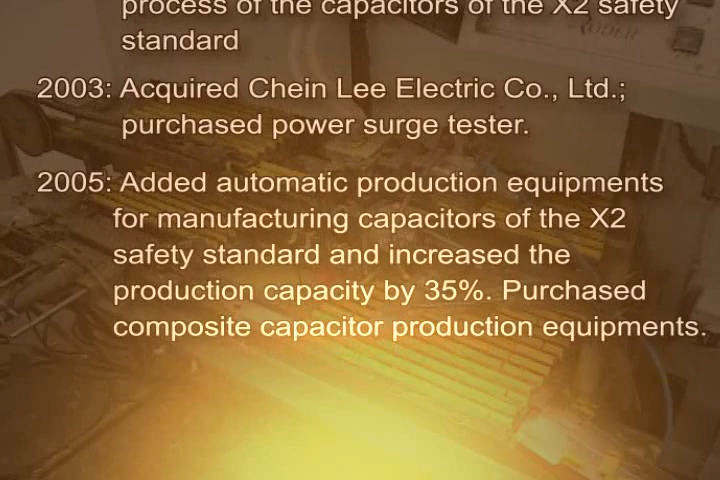 process of the capacitors of the X2 safety
standard
2003: Acquired Chein Lee Electric Co., Ltd.;
purchased power surge tester.
2005: Added automatic production equipments
for manufacturing capacitors of the X2
safety standard and increased the
production capacity by 35%. Purchased
composite capacitor production equipments.